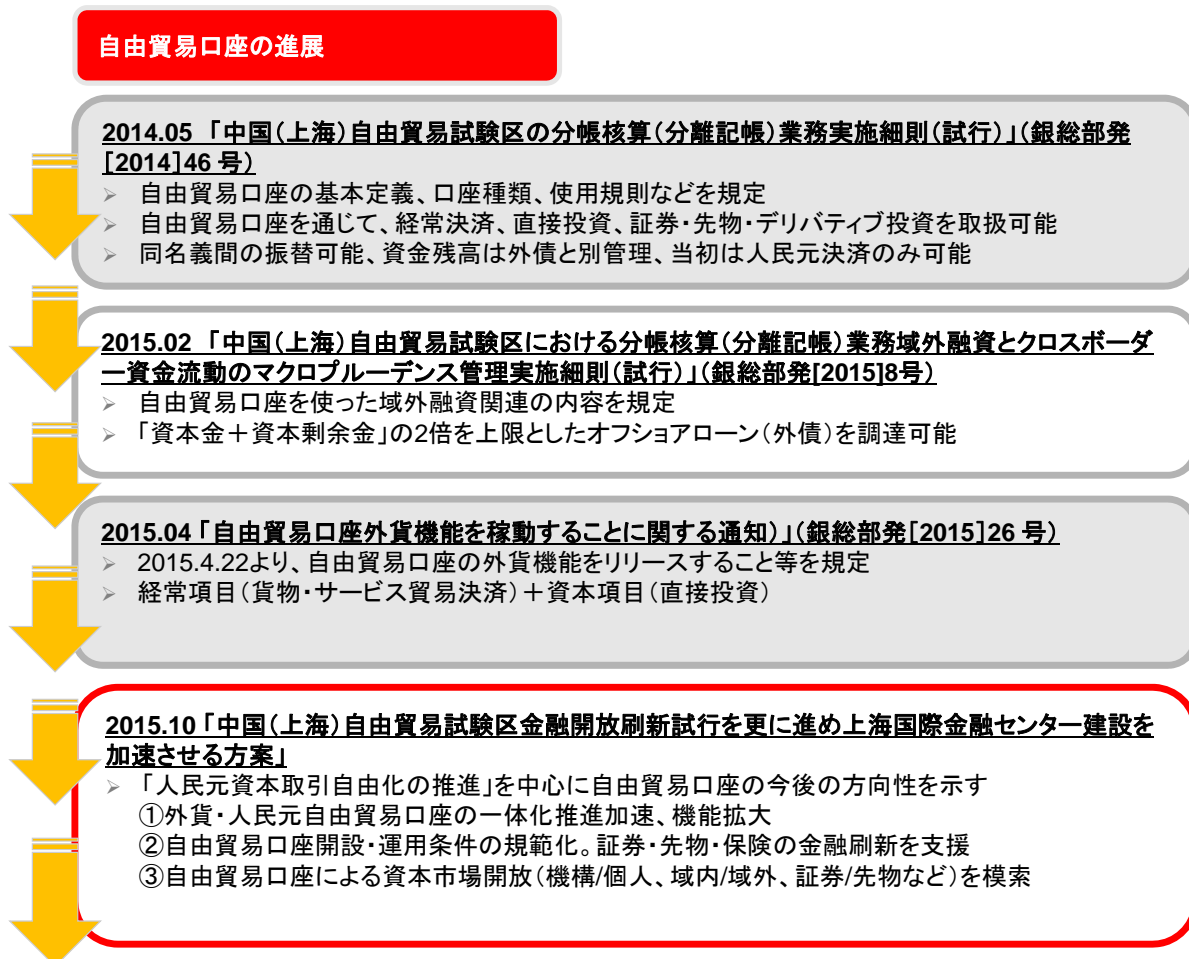 自由貿易口座の進展
2014.05 「中国(上海)自由貿易試験区の分帳核算(分離記帳)業務実施細則(試行)」(銀総部発
[2014]46 号)
➢ 自由貿易口座の基本定義、口座種類、使用規則などを規定
➢ 自由貿易口座を通じて、経常決済、直接投資、証券・先物・デリバティブ投資を取扱可能
➢ 同名義間の振替可能、資金残高は外債と別管理、当初は人民元決済のみ可能
2015.02 「中国(上海)自由貿易試験区における分帳核算(分離記帳)業務域外融資とクロスボーダ
ー資金流動のマクロプルーデンス管理実施細則(試行)」(銀総部発[2015]8号)
➢ 自由貿易口座を使った域外融資関連の内容を規定
➢ 「資本金+資本剰余金」の2倍を上限としたオフショアローン(外債)を調達可能
2015.04 「自由貿易口座外貨機能を稼動することに関する通知)」(銀総部発[2015]26 号)
➢ 2015.4.22より、自由貿易口座の外貨機能をリリースすること等を規定
➢ 経常項目(貨物・サービス貿易決済)+資本項目(直接投資)
2015.10 「中国(上海)自由貿易試験区金融開放刷新試行を更に進め上海国際金融センター建設を
加速させる方案」
➢ 「人民元資本取引自由化の推進」を中心に自由貿易口座の今後の方向性を示す
①外貨・人民元自由貿易口座の一体化推進加速、機能拡大
②自由貿易口座開設・運用条件の規範化。証券・先物・保険の金融刷新を支援
③自由貿易口座による資本市場開放(機構/個人、域内/域外、証券/先物など)を模索